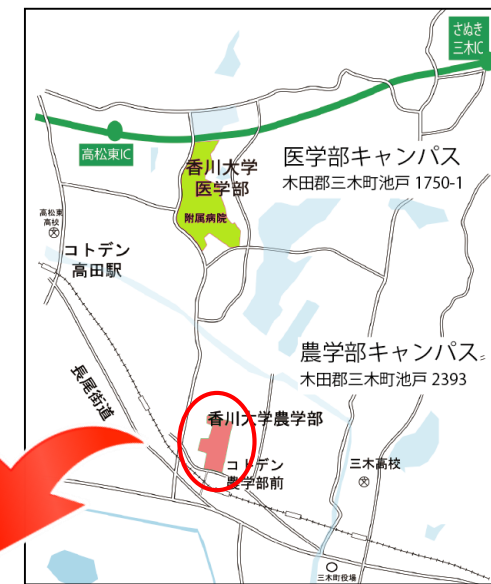 さぬき
三木IC
高松東IC
香川大学
医学部
附属病院
医学部キャンパス
木田郡三木町池戸 1750-1
高松東
高校
文
コトデン
高田駅
農学部キャンパス
木田郡三木町池戸 2393
長尾街道
香川大学農学部
コトデン
農学部前
三木高校
文
三木町役場